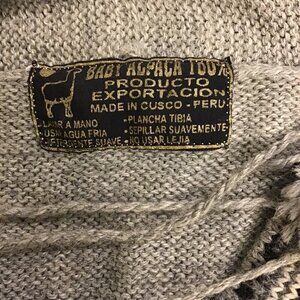 BABY ALPACA 100%
PRODUCTO
EXPORTACION
MADE IN CUSCO - PERU
•LAVAR A MANO •PLANCHA TIBIA
•USAR AGUA FRIA •SEPILLAR SUAVEMENTE
•DETERGENTE SUAVE •NO USAR LEJIA